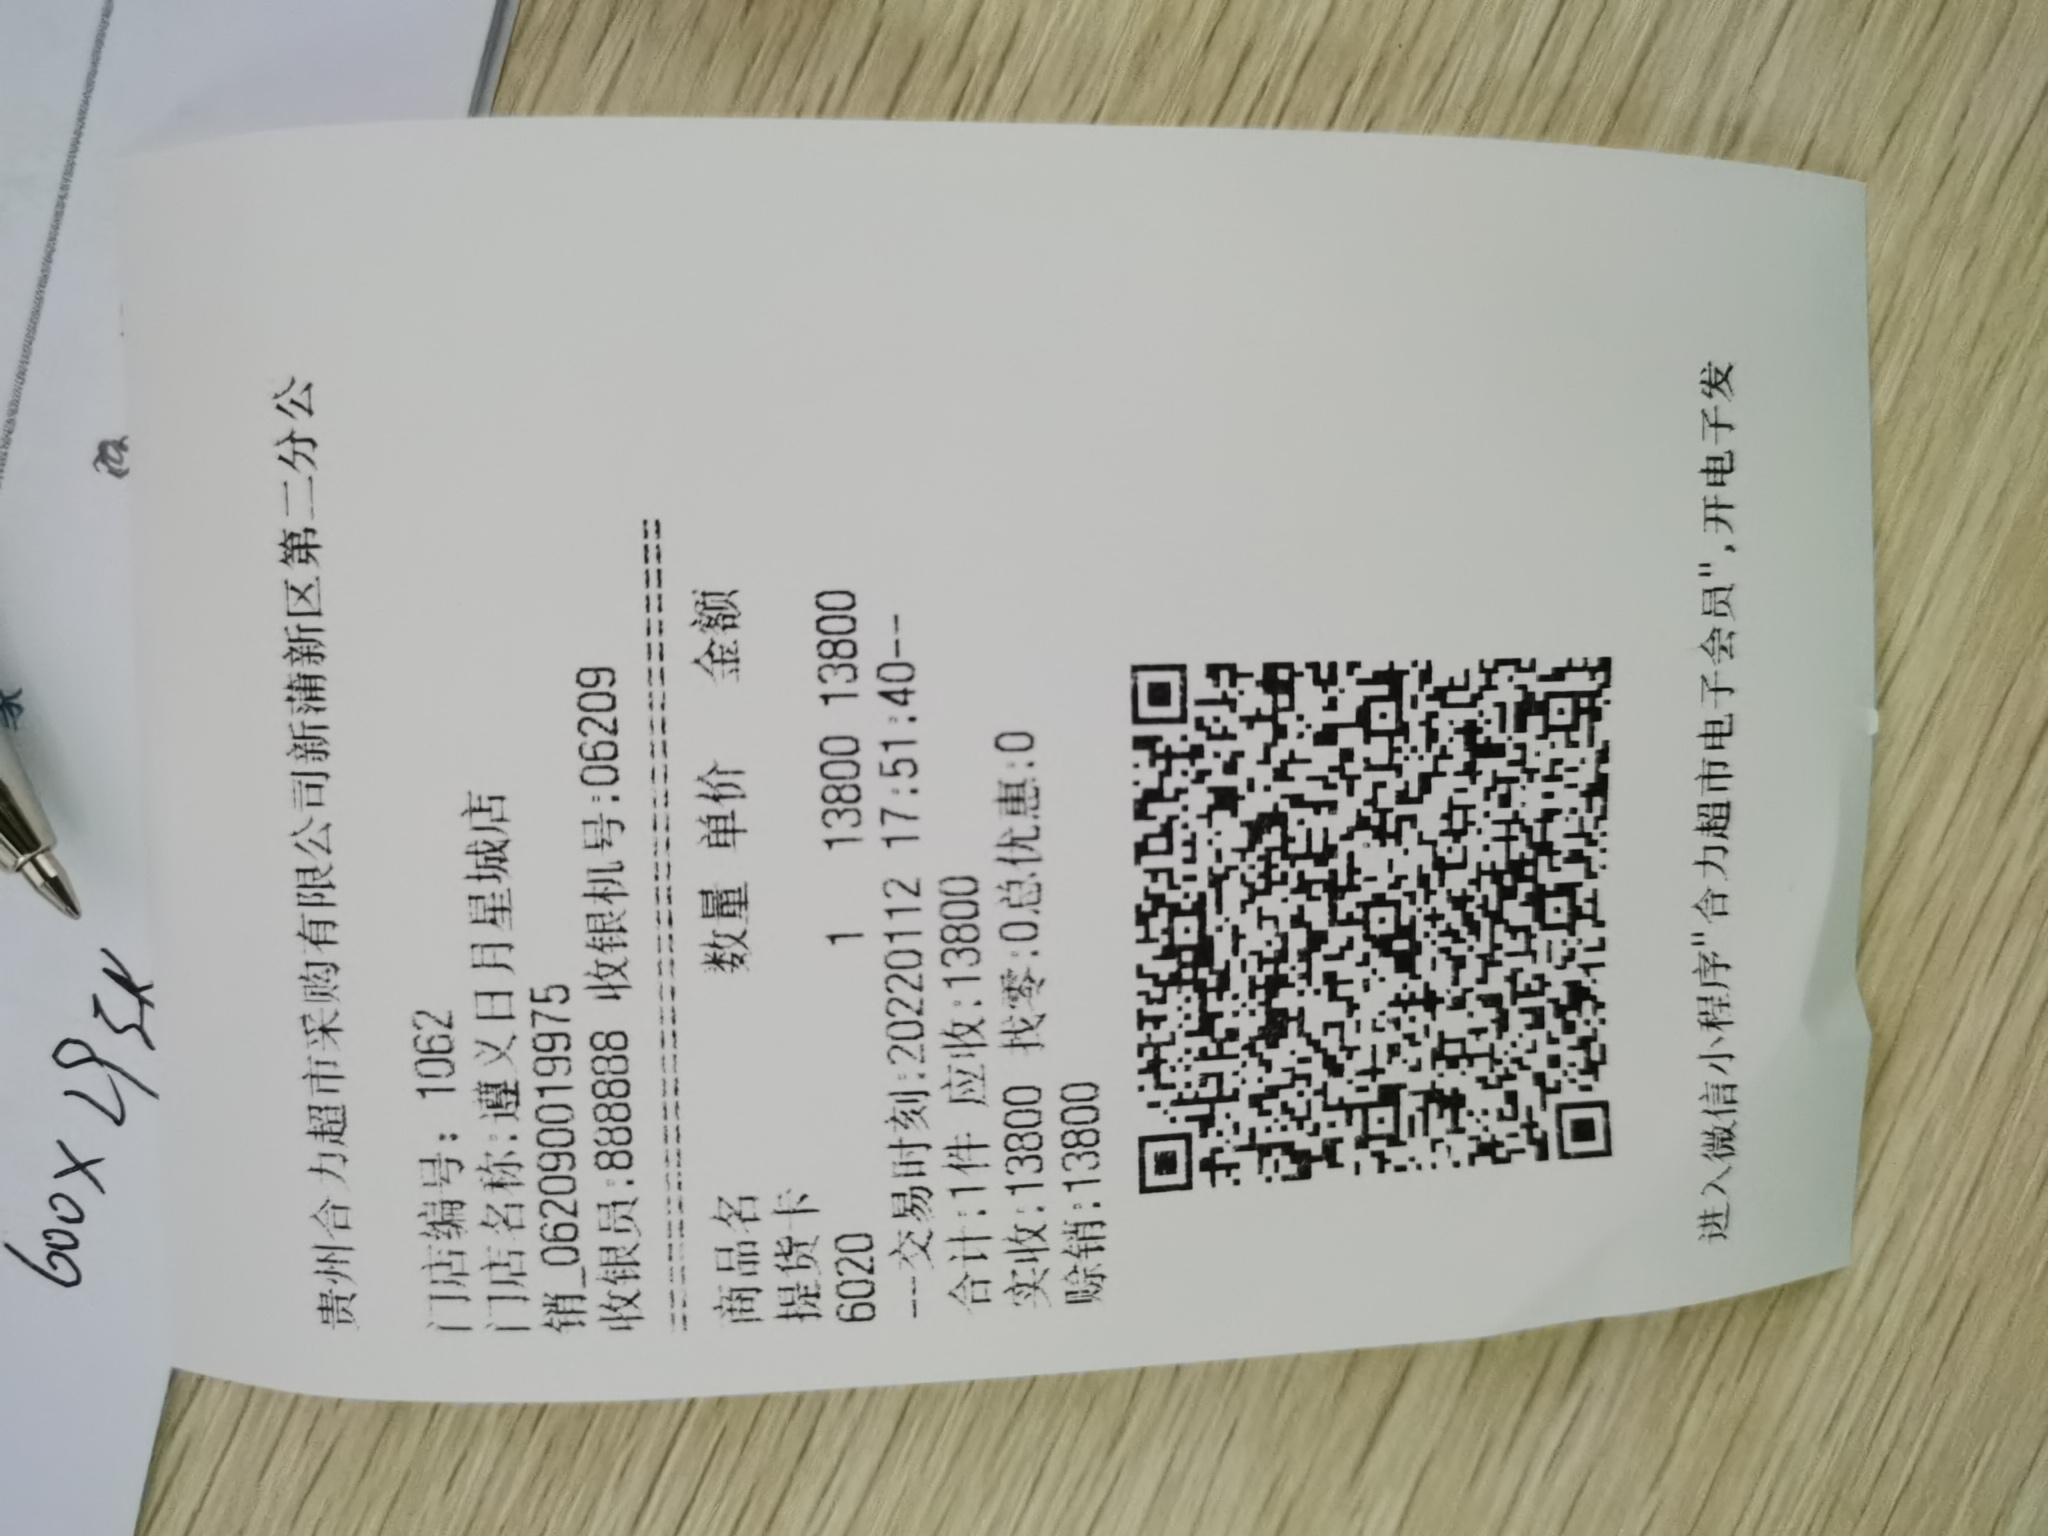 600x
贵州合力超市采购有限公司新蒲新区第二分公
门店编号: 1062
门店名称:遵义日月星城店
销_0620900199​75
收银员:888888 收银机号:06209
================================
商品名 数量 单价 金额
提货卡
6020 1 13800 13800
---交易时刻:20220112 17:51:40--
合计:1件 应收:13800
实收:13800 找零:0总优惠:0
赊销:13800
进入微信小程序"合力超市电子会员",开电子发